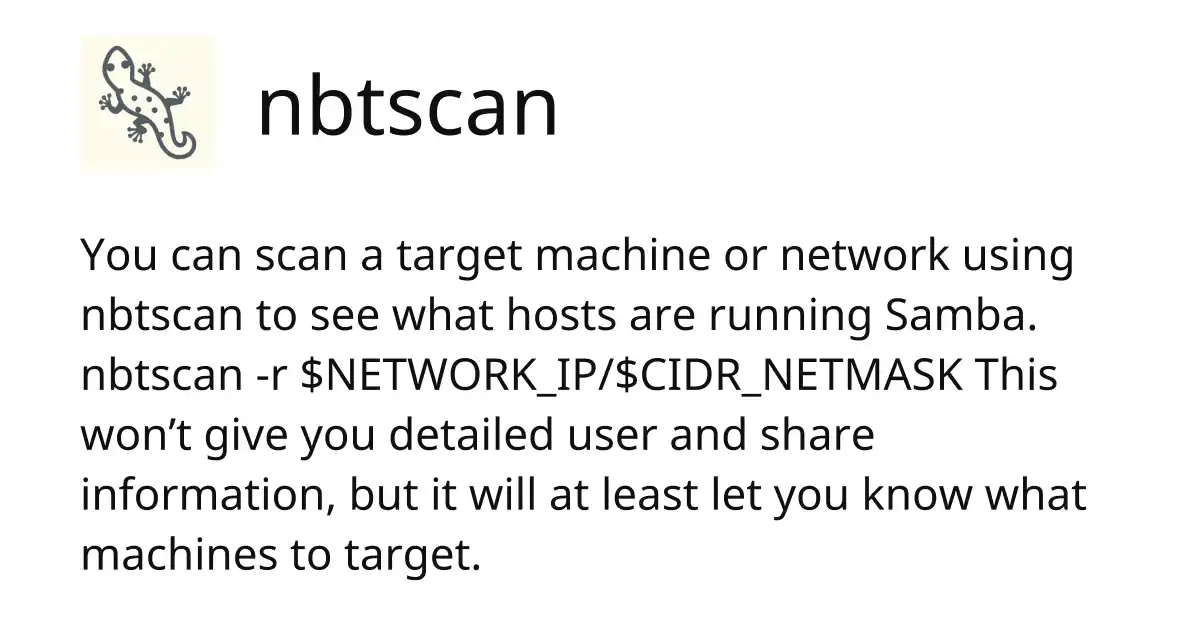 nbtscan
You can scan a target machine or network using
nbtscan to see what hosts are running Samba.
nbtscan -r $NETWORK_IP/$CIDR_NETMASK This
won’t give you detailed user and share
information, but it will at least let you know what
machines to target.